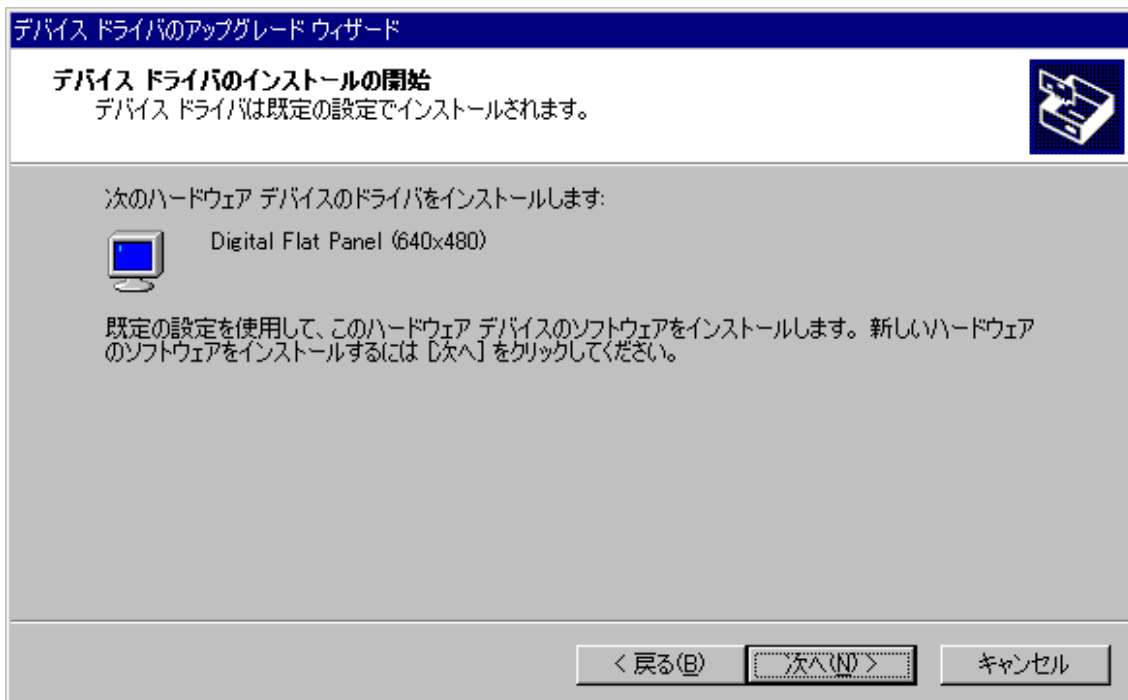 デバイス ドライバのアップグレード ウィザード
デバイス ドライバのインストールの開始
デバイス ドライバは既定の設定でインストールされます。
次のハードウェア デバイスのドライバをインストールします:
Digital Flat Panel (640x480)
既定の設定を使用して、このハードウェア デバイスのソフトウェアをインストールします。新しいハードウェア
のソフトウェアをインストールするには [次へ] をクリックしてください。
< 戻る(B)
次へ(N) >
キャンセル